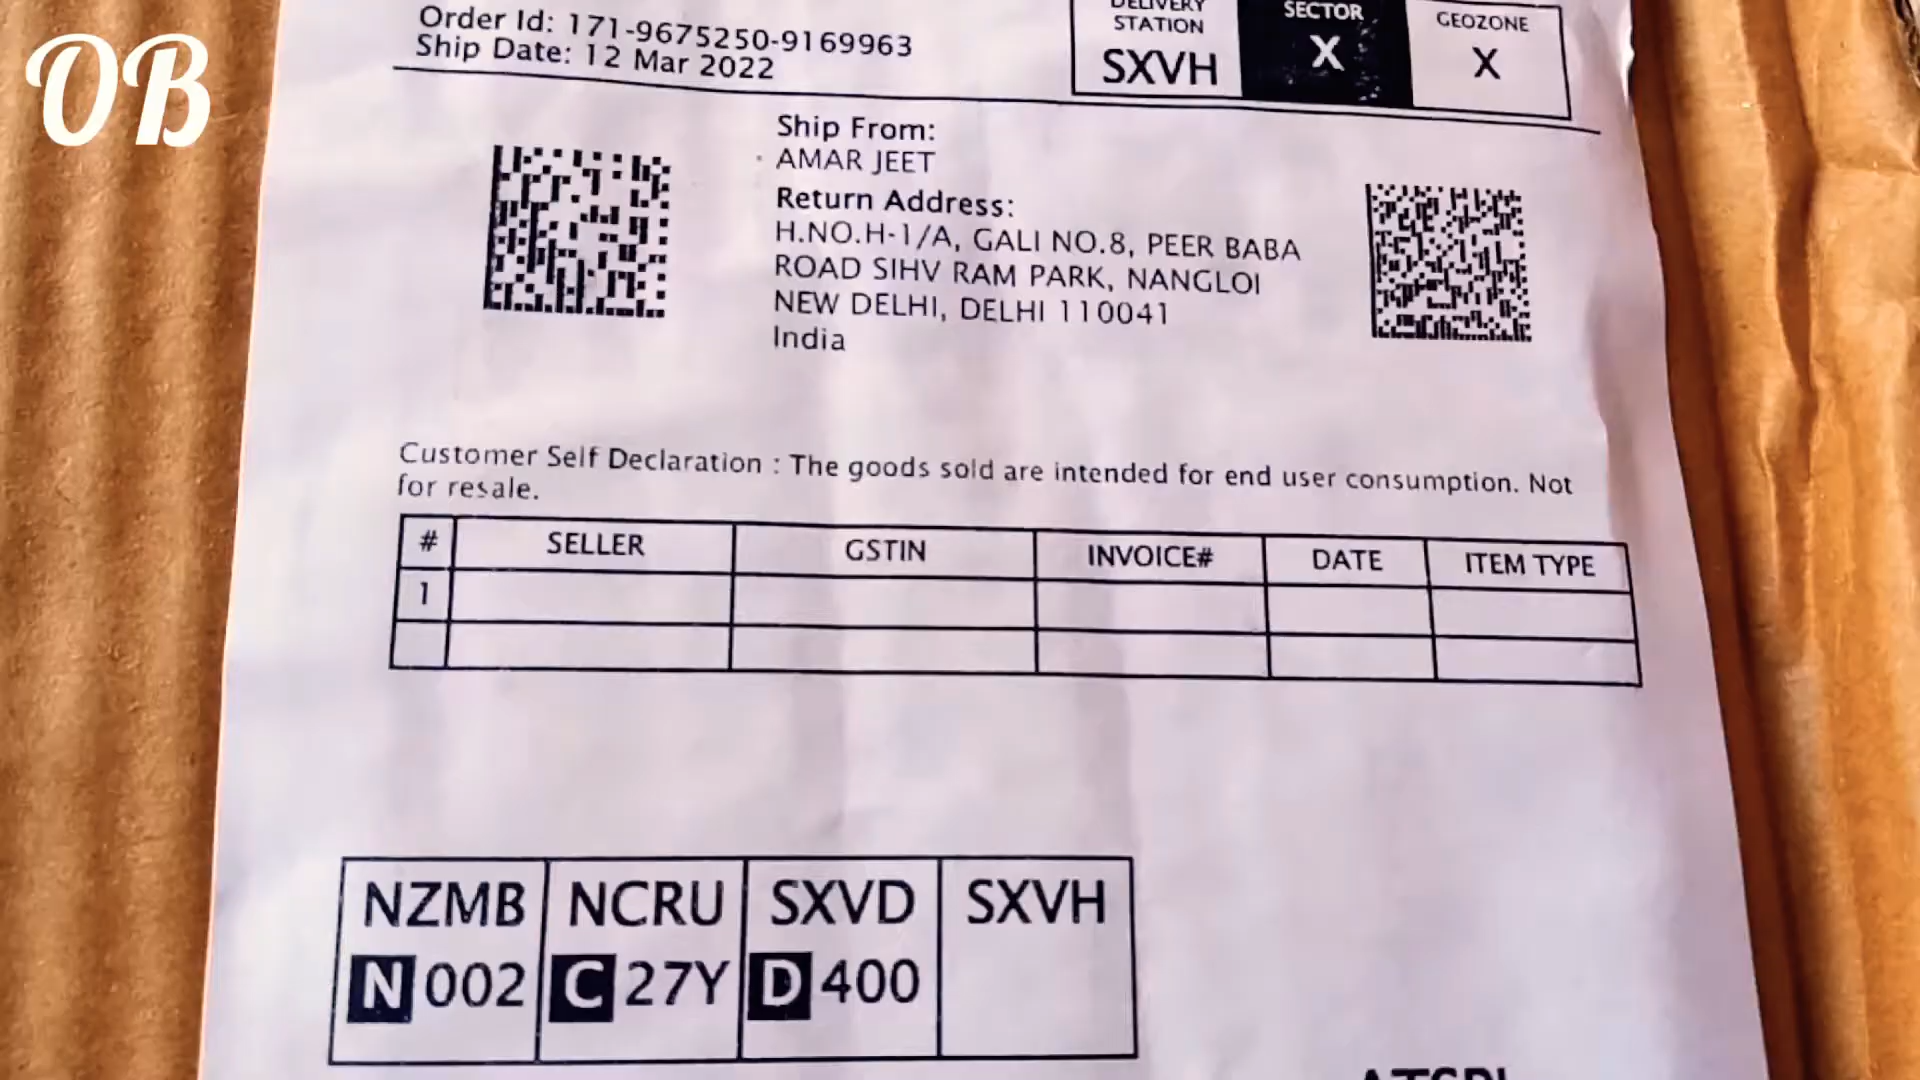 OB
Order Id: 171-9675250-9169963
Ship Date: 12 Mar 2022
DELIVERY
STATION
SXVH
SECTOR
X
GEOZONE
X
Ship From:
AMAR JEET
Return Address:
H.NO.H-1/A, GALI NO.8, PEER BABA
ROAD SIHV RAM PARK, NANGLOI
NEW DELHI, DELHI 110041
India
Customer Self Declaration : The goods sold are intended for end user consumption. Not
for resale.
# SELLER GSTIN INVOICE# DATE ITEM TYPE
1
NZMB NCRU SXVD SXVH
N 002 C 27Y D 400